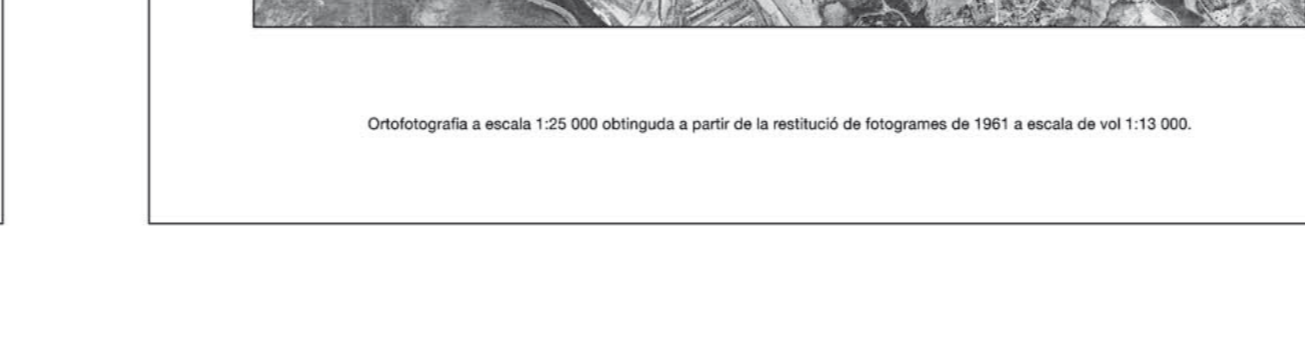 Ortofotografia a escala 1:25 000 obtinguda a partir de la restitució de fotogrames de 1961 a escala de vol 1:13 000.